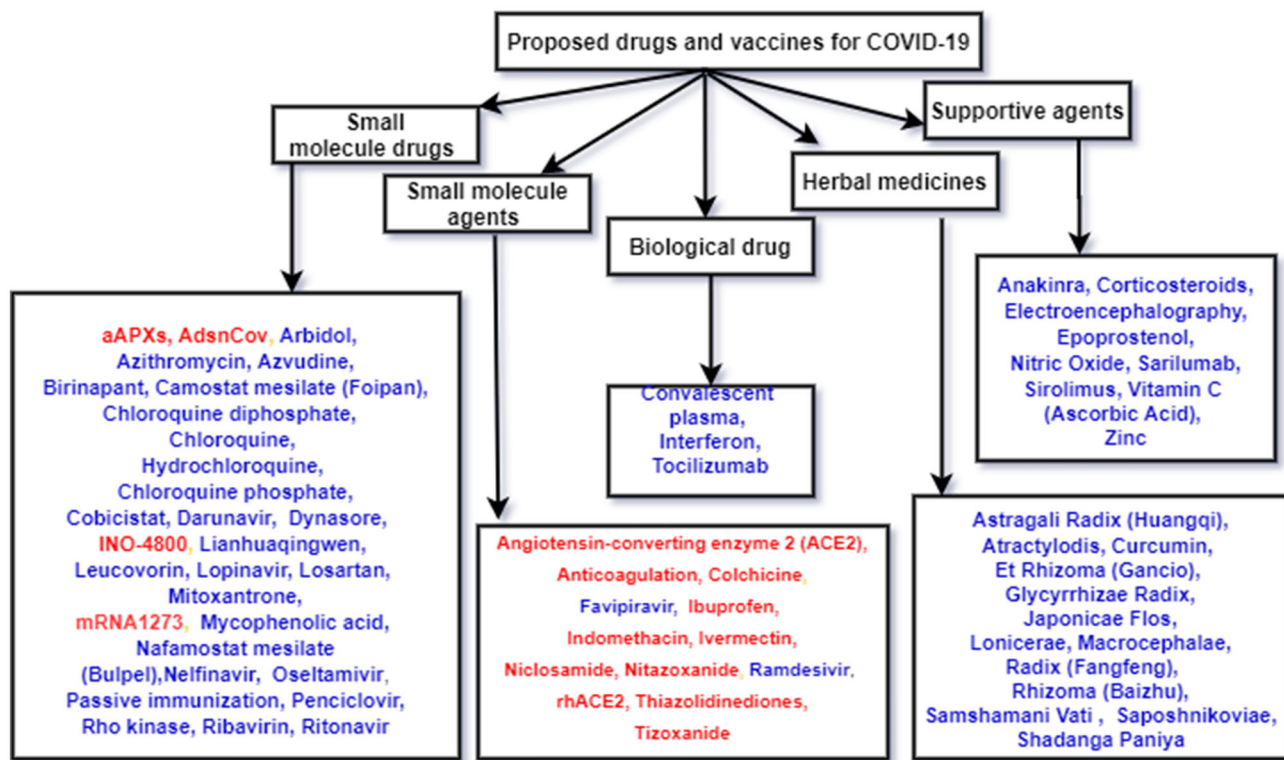 Proposed drugs and vaccines for COVID-19
Small
molecule drugs
Small molecule
agents
Biological drug
Herbal medicines
Supportive agents
aAPXs, AdsnCov, Arbidol,
Azithromycin, Azvudine,
Birinapant, Camostat mesilate (Foipan),
Chloroquine diphosphate,
Chloroquine,
Hydrochloroquine,
Chloroquine phosphate,
Cobicistat, Darunavir, Dynasore,
INO-4800, Lianhuaqingwen,
Leucovorin, Lopinavir, Losartan,
Mitoxantrone,
mRNA1273, Mycophenolic acid,
Nafamostat mesilate
(Bulpel),Nelfinavir, Oseltamivir,
Passive immunization, Penciclovir,
Rho kinase, Ribavirin, Ritonavir
Angiotensin-converting enzyme 2 (ACE2),
Anticoagulation, Colchicine,
Favipiravir, Ibuprofen,
Indomethacin, Ivermectin,
Niclosamide, Nitazoxanide, Ramdesivir,
rhACE2, Thiazolidinediones,
Tizoxanide
Convalescent
plasma,
Interferon,
Tocilizumab
Astragali Radix (Huangqi),
Atractylodis, Curcumin,
Et Rhizoma (Gancio),
Glycyrrhizae Radix,
Japonicae Flos,
Lonicerae, Macrocephalae,
Radix (Fangfeng),
Rhizoma (Baizhu),
Samshamani Vati , Saposhnikoviae,
Shadanga Paniya
Anakinra, Corticosteroids,
Electroencephalography,
Epoprostenol,
Nitric Oxide, Sarilumab,
Sirolimus, Vitamin C
(Ascorbic Acid),
Zinc